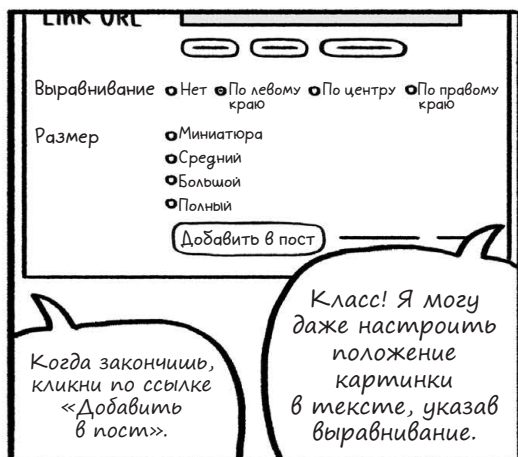 Link URL
Выравнивание Нет По левому краю По центру По правому краю
Размер Миниатюра
Средний
Большой
Полный
Добавить в пост
Когда закончишь,
кликни по ссылке
«Добавить
в пост».
Класс! Я могу
даже настроить
положение
картинки
в тексте, указав
выравнивание.